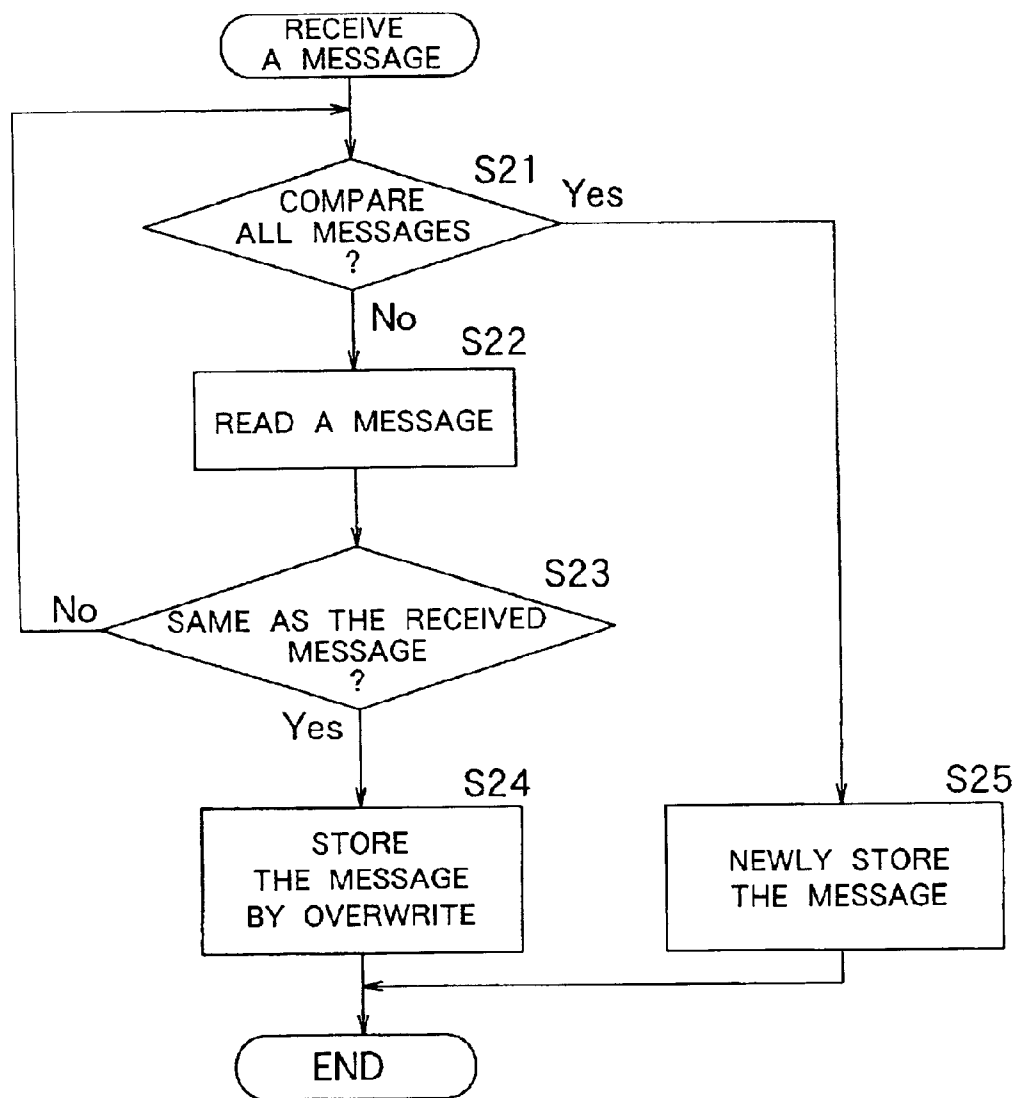 RECEIVE
A MESSAGE
S21
COMPARE
ALL MESSAGES
?
Yes
No
S22
READ A MESSAGE
S23
No
SAME AS THE RECEIVED
MESSAGE
?
Yes
S24
STORE
THE MESSAGE
BY OVERWRITE
S25
NEWLY STORE
THE MESSAGE
END